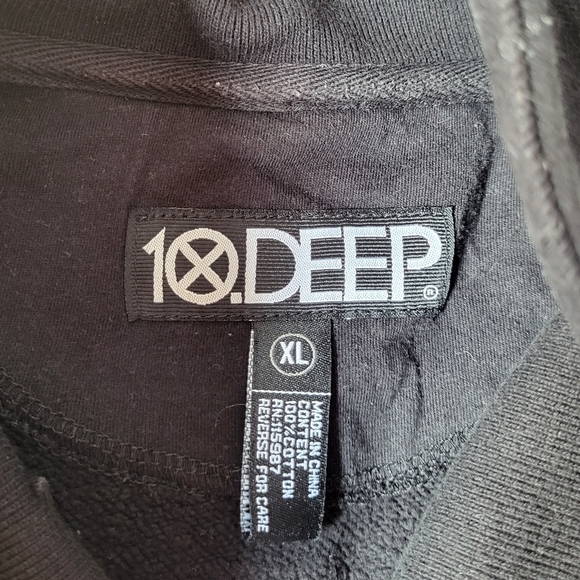 10.DEEP®
XL
MADE IN CHINA
CONTENT
100% COTTON
RN:115987
REVERSE FOR CARE